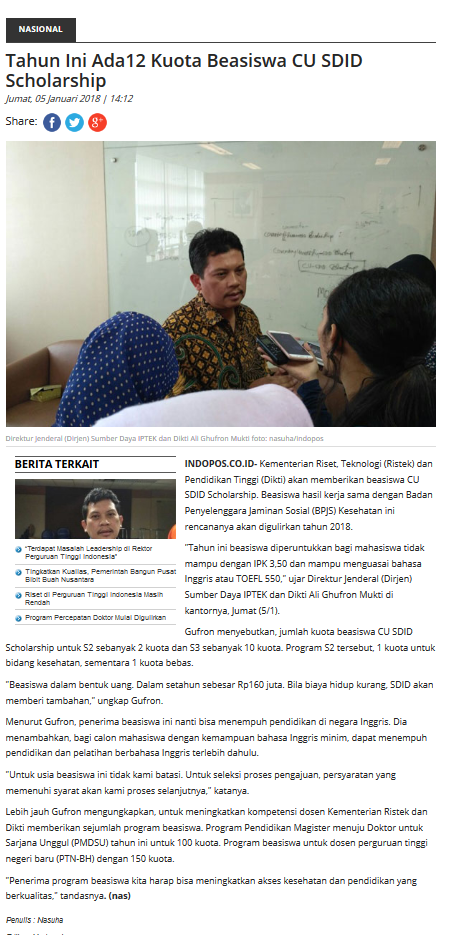 NASIONAL
Tahun Ini Ada12 Kuota Beasiswa CU SDID
Scholarship
Jumat, 05 Januari 2018 | 14:12
Share:
Direktur Jenderal (Dirjen) Sumber Daya IPTEK dan Dikti Ali Ghufron Mukti foto: nasuha/indopos
BERITA TERKAIT
"Terdapat Masalah Leadership di Rektor
Perguruan Tinggi Indonesia"
Tingkatkan Kualitas, Pemerintah Bangun Pusat
Bibit Buah Nusantara
Riset di Perguruan Tinggi Indonesia Masih
Rendah
Program Percepatan Doktor Mulai Digulirkan
INDOPOS.CO.ID- Kementerian Riset, Teknologi (Ristek) dan
Pendidikan Tinggi (Dikti) akan memberikan beasiswa CU
SDID Scholarship. Beasiswa hasil kerja sama dengan Badan
Penyelenggara Jaminan Sosial (BPJS) Kesehatan ini
rencananya akan digulirkan tahun 2018.
"Tahun ini beasiswa diperuntukkan bagi mahasiswa tidak
mampu dengan IPK 3,50 dan mampu menguasai bahasa
Inggris atau TOEFL 550," ujar Direktur Jenderal (Dirjen)
Sumber Daya IPTEK dan Dikti Ali Ghufron Mukti di
kantornya, Jumat (5/1).
Gufron menyebutkan, jumlah kuota beasiswa CU SDID
Scholarship untuk S2 sebanyak 2 kuota dan S3 sebanyak 10 kuota. Program S2 tersebut, 1 kuota untuk
bidang kesehatan, sementara 1 kuota bebas.
"Beasiswa dalam bentuk uang. Dalam setahun sebesar Rp160 juta. Bila biaya hidup kurang, SDID akan
memberi tambahan," ungkap Gufron.
Menurut Gufron, penerima beasiswa ini nanti bisa menempuh pendidikan di negara Inggris. Dia
menambahkan, bagi calon mahasiswa dengan kemampuan bahasa Inggris minim, dapat menempuh
pendidikan dan pelatihan berbahasa Inggris terlebih dahulu.
"Untuk usia beasiswa ini tidak kami batasi. Untuk seleksi proses pengajuan, persyaratan yang
memenuhi syarat akan kami proses selanjutnya," katanya.
Lebih jauh Gufron mengungkapkan, untuk meningkatkan kompetensi dosen Kementerian Ristek dan
Dikti memberikan sejumlah program beasiswa. Program Pendidikan Magister menuju Doktor untuk
Sarjana Unggul (PMDSU) tahun ini untuk 100 kuota. Program beasiswa untuk dosen perguruan tinggi
negeri baru (PTN-BH) dengan 150 kuota.
"Penerima program beasiswa kita harap bisa meningkatkan akses kesehatan dan pendidikan yang
berkualitas," tandasnya. (nas)
Penulis : Nasuha